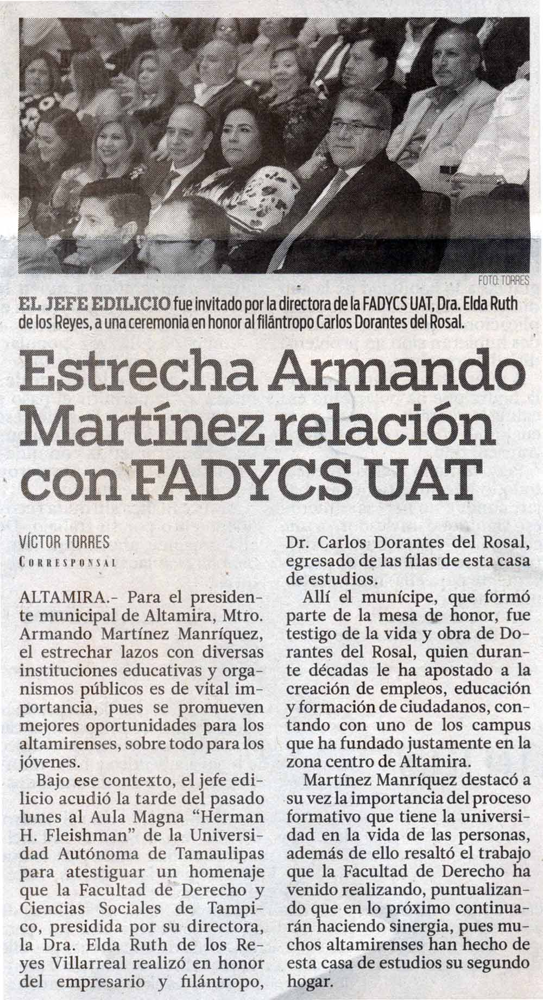 FOTO: TORRES
EL JEFE EDILICIO fue invitado por la directora de la FADYCS UAT, Dra. Elda Ruth
de los Reyes, a una ceremonia en honor al filántropo Carlos Dorantes del Rosal.
Estrecha Armando
Martínez relación
con FADYCS UAT
VÍCTOR TORRES
CORRESPONSAL
ALTAMIRA.- Para el presiden-
te municipal de Altamira, Mtro.
Armando Martínez Manríquez,
el estrechar lazos con diversas
instituciones educativas y orga-
nismos públicos es de vital im-
portancia, pues se promueven
mejores oportunidades para los
altamirenses, sobre todo para los
jóvenes.
Bajo ese contexto, el jefe edi-
licio acudió la tarde del pasado
lunes al Aula Magna “Herman
H. Fleishman” de la Universi-
dad Autónoma de Tamaulipas
para atestiguar un homenaje
que la Facultad de Derecho y
Ciencias Sociales de Tampi-
co, presidida por su directora,
la Dra. Elda Ruth de los Re-
yes Villarreal realizó en honor
del empresario y filántropo,
Dr. Carlos Dorantes del Rosal,
egresado de las filas de esta casa
de estudios.
Allí el munícipe, que formó
parte de la mesa de honor, fue
testigo de la vida y obra de Do-
rantes del Rosal, quien duran-
te décadas le ha apostado a la
creación de empleos, educación
y formación de ciudadanos, con-
tando con uno de los campus
que ha fundado justamente en la
zona centro de Altamira.
Martínez Manríquez destacó a
su vez la importancia del proceso
formativo que tiene la universi-
dad en la vida de las personas,
además de ello resaltó el trabajo
que la Facultad de Derecho ha
venido realizando, puntualizan-
do que en lo próximo continua-
rán haciendo sinergia, pues mu-
chos altamirenses han hecho de
esta casa de estudios su segundo
hogar.